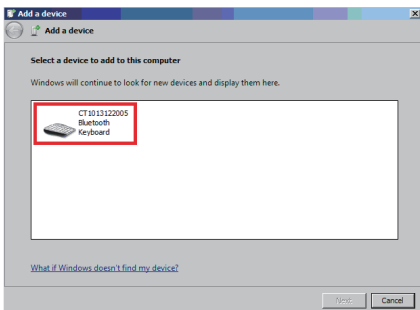 Add a device
Add a device
Select a device to add to this computer
Windows will continue to look for new devices and display them here.
CT1013122005
Bluetooth
Keyboard
What if Windows doesn't find my device?
Next
Cancel